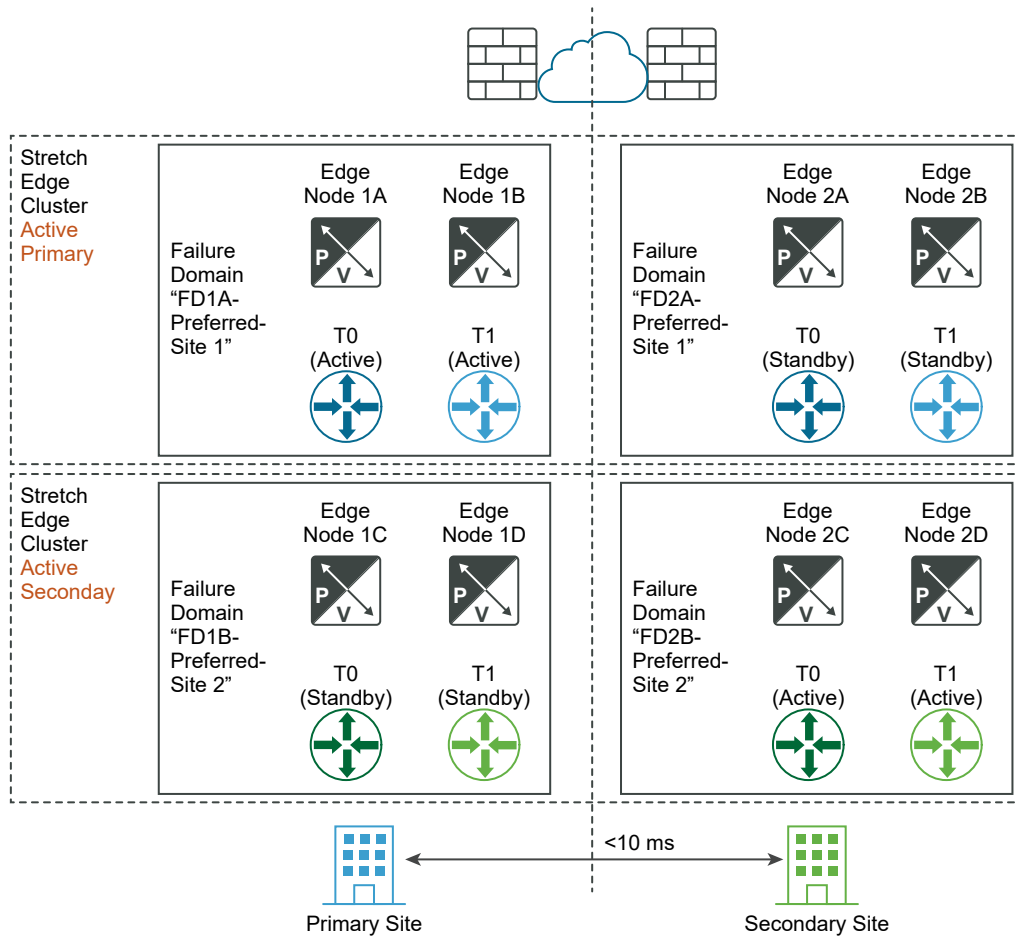 Stretch
Edge
Cluster
Active
Primary
Failure
Domain
“FD1A-
Preferred-
Site 1”
Edge
Node 1A
P
V
T0
(Active)
Edge
Node 1B
P
V
T1
(Active)
Failure
Domain
“FD2A-
Preferred-
Site 1”
Edge
Node 2A
P
V
T0
(Standby)
Edge
Node 2B
P
V
T1
(Standby)
Stretch
Edge
Cluster
Active
Seconday
Failure
Domain
“FD1B-
Preferred-
Site 2”
Edge
Node 1C
P
V
T0
(Standby)
Edge
Node 1D
P
V
T1
(Standby)
Failure
Domain
“FD2B-
Preferred-
Site 2”
Edge
Node 2C
P
V
T0
(Active)
Edge
Node 2D
P
V
T1
(Active)
<10 ms
Primary Site
Secondary Site